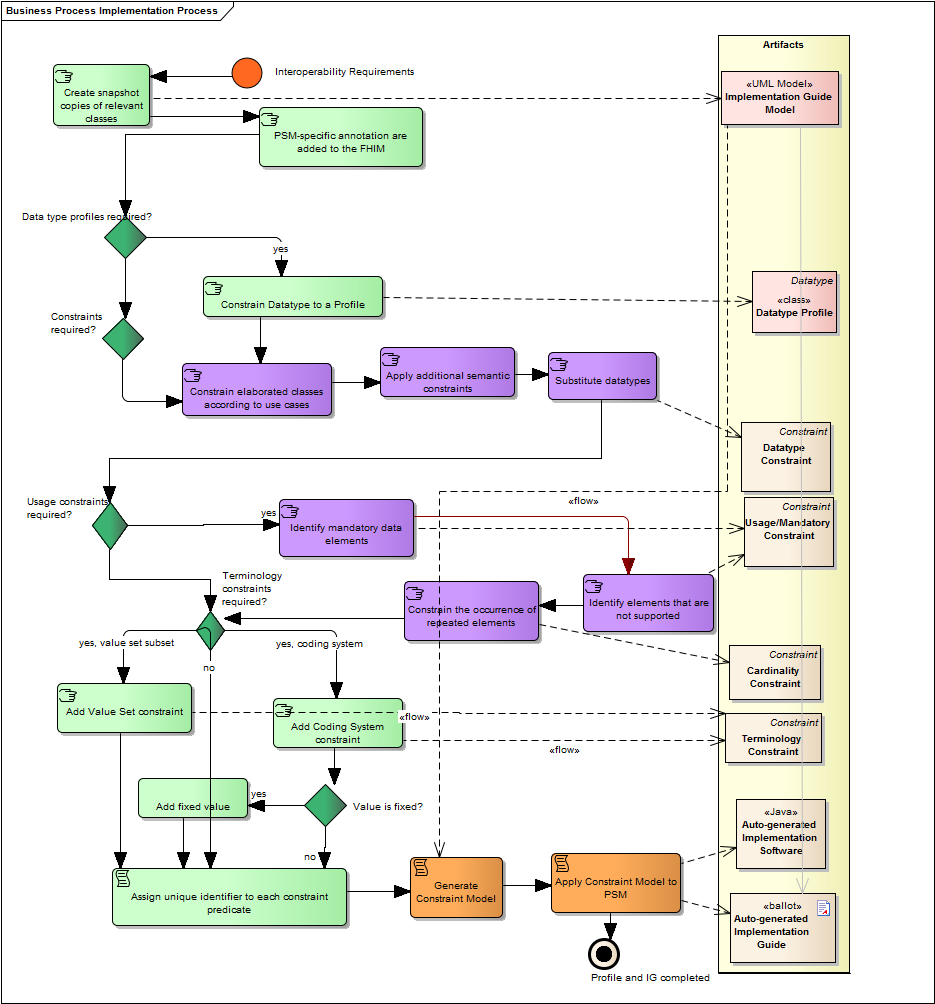 Business Process Implementation Process
Artifacts
Interoperability Requirements
Create snapshot
copies of relevant
classes
«UML Model»
Implementation Guide
Model
PSM-specific annotation are
added to the FHIM
Data type profiles required?
yes
Constrain Datatype to a Profile
Datatype
«class»
Datatype Profile
Constraints
required?
Constrain elaborated classes
according to use cases
Apply additional semantic
constraints
Substitute datatypes
Constraint
Datatype
Constraint
Usage constraints
required?
yes
Identify mandatory data
elements
«flow»
Constraint
Usage/Mandatory
Constraint
Terminology
constraints
required?
Constrain the occurrence of
repeated elements
Identify elements that are
not supported
yes, value set subset
no
yes, coding system
Constraint
Cardinality
Constraint
Add Value Set constraint
Add Coding System
constraint
«flow»
«flow»
Constraint
Terminology
Constraint
Add fixed value
yes
Value is fixed?
no
«Java»
Auto-generated
Implementation
Software
Assign unique identifier to each constraint
predicate
Generate
Constraint Model
Apply Constraint Model to
PSM
«ballot»
Auto-generated
Implementation
Guide
Profile and IG completed